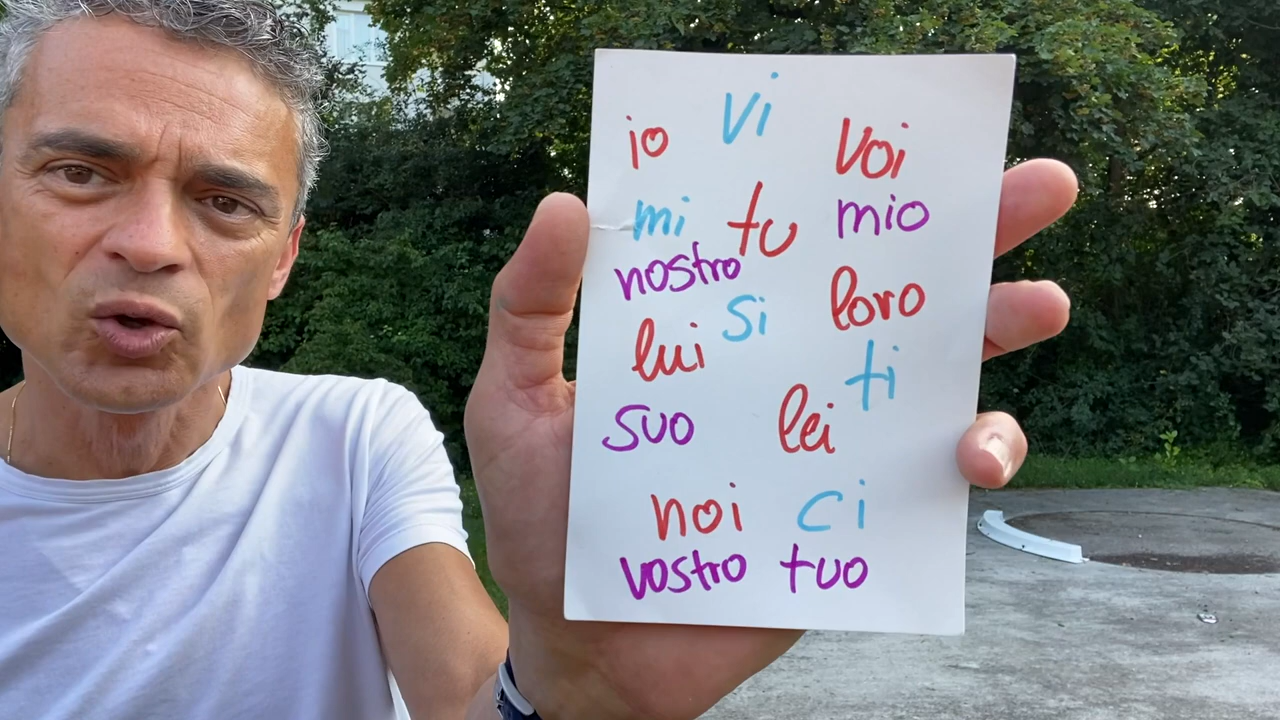 io vi voi
mi tu mio
nostro
si loro
lui ti
suo lei
noi ci
vostro tuo